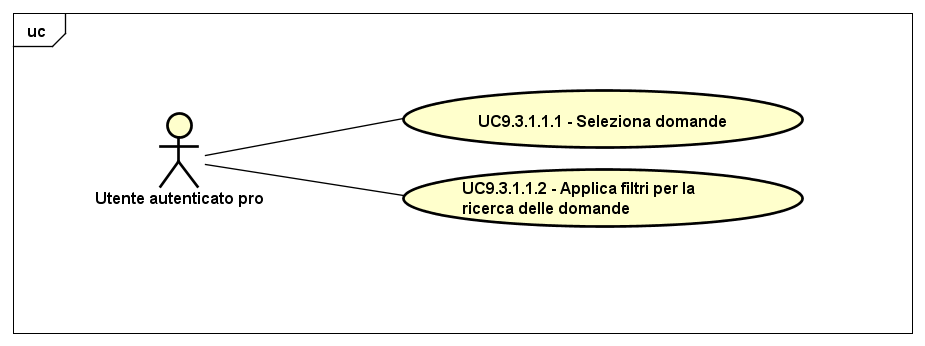 uc
UC9.3.1.1.1 - Seleziona domande
UC9.3.1.1.2 - Applica filtri per la
ricerca delle domande
Utente autenticato pro